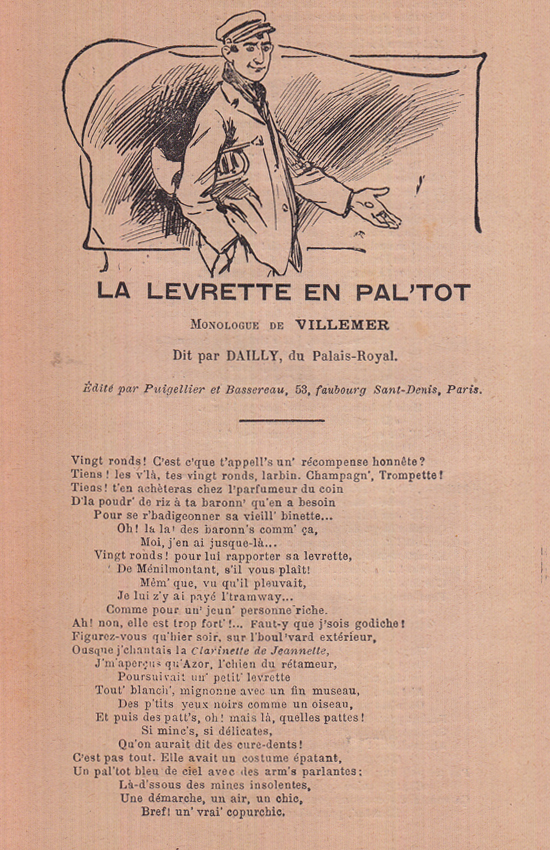 LA LEVRETTE EN PAL'TOT
MONOLOGUE DE VILLEMER
Dit par DAILLY, du Palais-Royal.
Édité par Puigellier et Bassereau, 53, faubourg Sant-Denis, Paris.
Vingt ronds! C'est c'que t'appell's un' récompense honnête?
Tiens! les v'là, tes vingt ronds, larbin. Champagn', Trompette!
Tiens! t'en achèteras chez l'parfumeur du coin
D'la poudr' de riz à ta baronn' qu'en a besoin
Pour se r'badigeonner sa vieill' binette...
Oh! la la! des baronn's comm' ça,
Moi, j'en ai jusque-là...
Vingt ronds! pour lui rapporter sa levrette,
De Ménilmontant, s'il vous plaît!
Mêm' que, vu qu'il pleuvait,
Je lui z'y ai payé l'tramway...
Comme pour un' jeun' personne riche.
Ah! non, elle est trop fort'!... Faut-y que j'sois godiche!
Figurez-vous qu'hier soir, sur l'boul'vard extérieur,
Ousque j'chantais la Clarinette de Jeannette,
J'm'aperçus qu'Azor, l'chien du rétameur,
Poursuivait un' petit' levrette
Tout' blanch', mignonne avec un fin museau,
Des p'tits yeux noirs comme un oiseau,
Et puis des patt's, oh! mais là, quelles pattes!
Si minc's, si délicates,
Qu'on aurait dit des cure-dents!
C'est pas tout. Elle avait un costume épatant,
Un pal'tot bleu de ciel avec des arm's parlantes;
Là-d'ssous des mines insolentes,
Une démarche, un air, un chic,
Bref! un' vrai' copurchic.